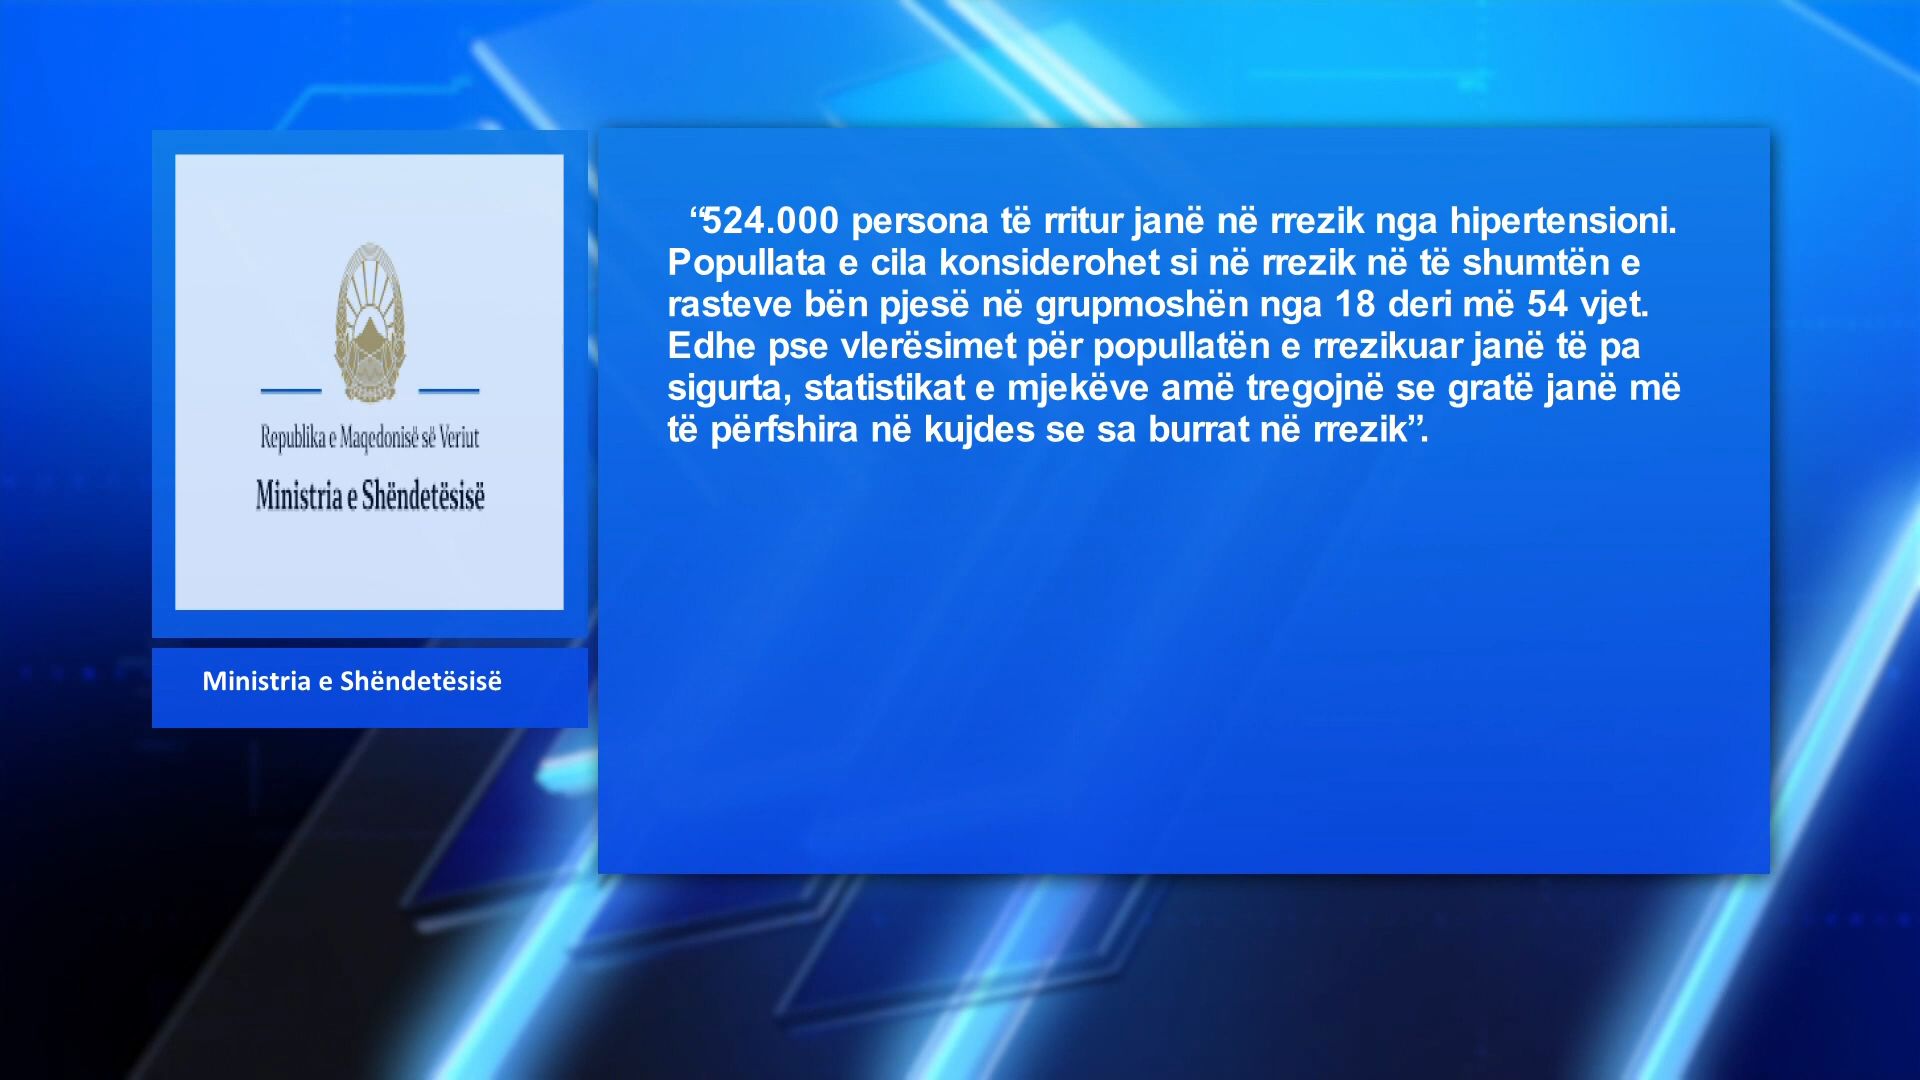 Republika e Maqedonisë së Veriut
Ministria e Shëndetësisë
Ministria e Shëndetësisë
“524.000 persona të rritur janë në rrezik nga hipertensioni.
Popullata e cila konsiderohet si në rrezik në të shumtën e
rasteve bën pjesë në grupmoshën nga 18 deri më 54 vjet.
Edhe pse vlerësimet për popullatën e rrezikuar janë të pa
sigurta, statistikat e mjekëve amë tregojnë se gratë janë më
të përfshira në kujdes se sa burrat në rrezik”.